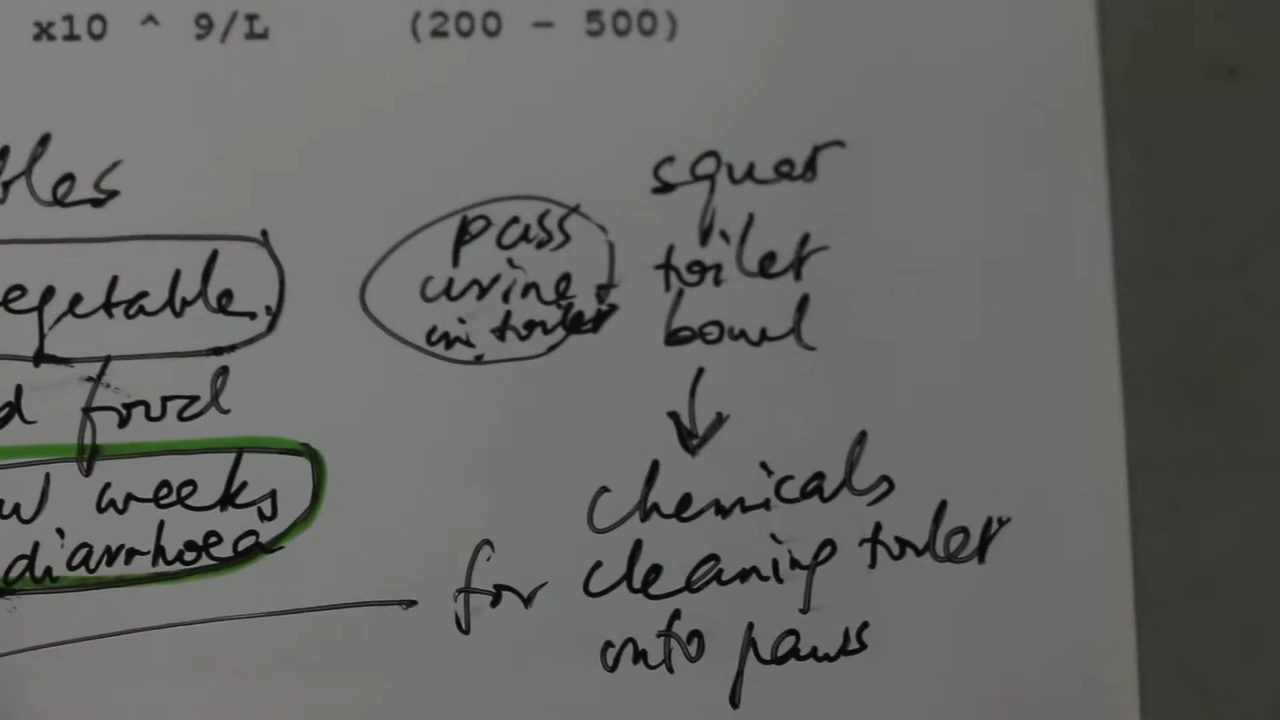 x10 ^ 9/L (200 - 500)
bles
egetable.
d food
w weeks
diarrhoea
pass
urine
in toilet
squat
toilet
bowl
chemicals
for cleaning toilet
onto paws